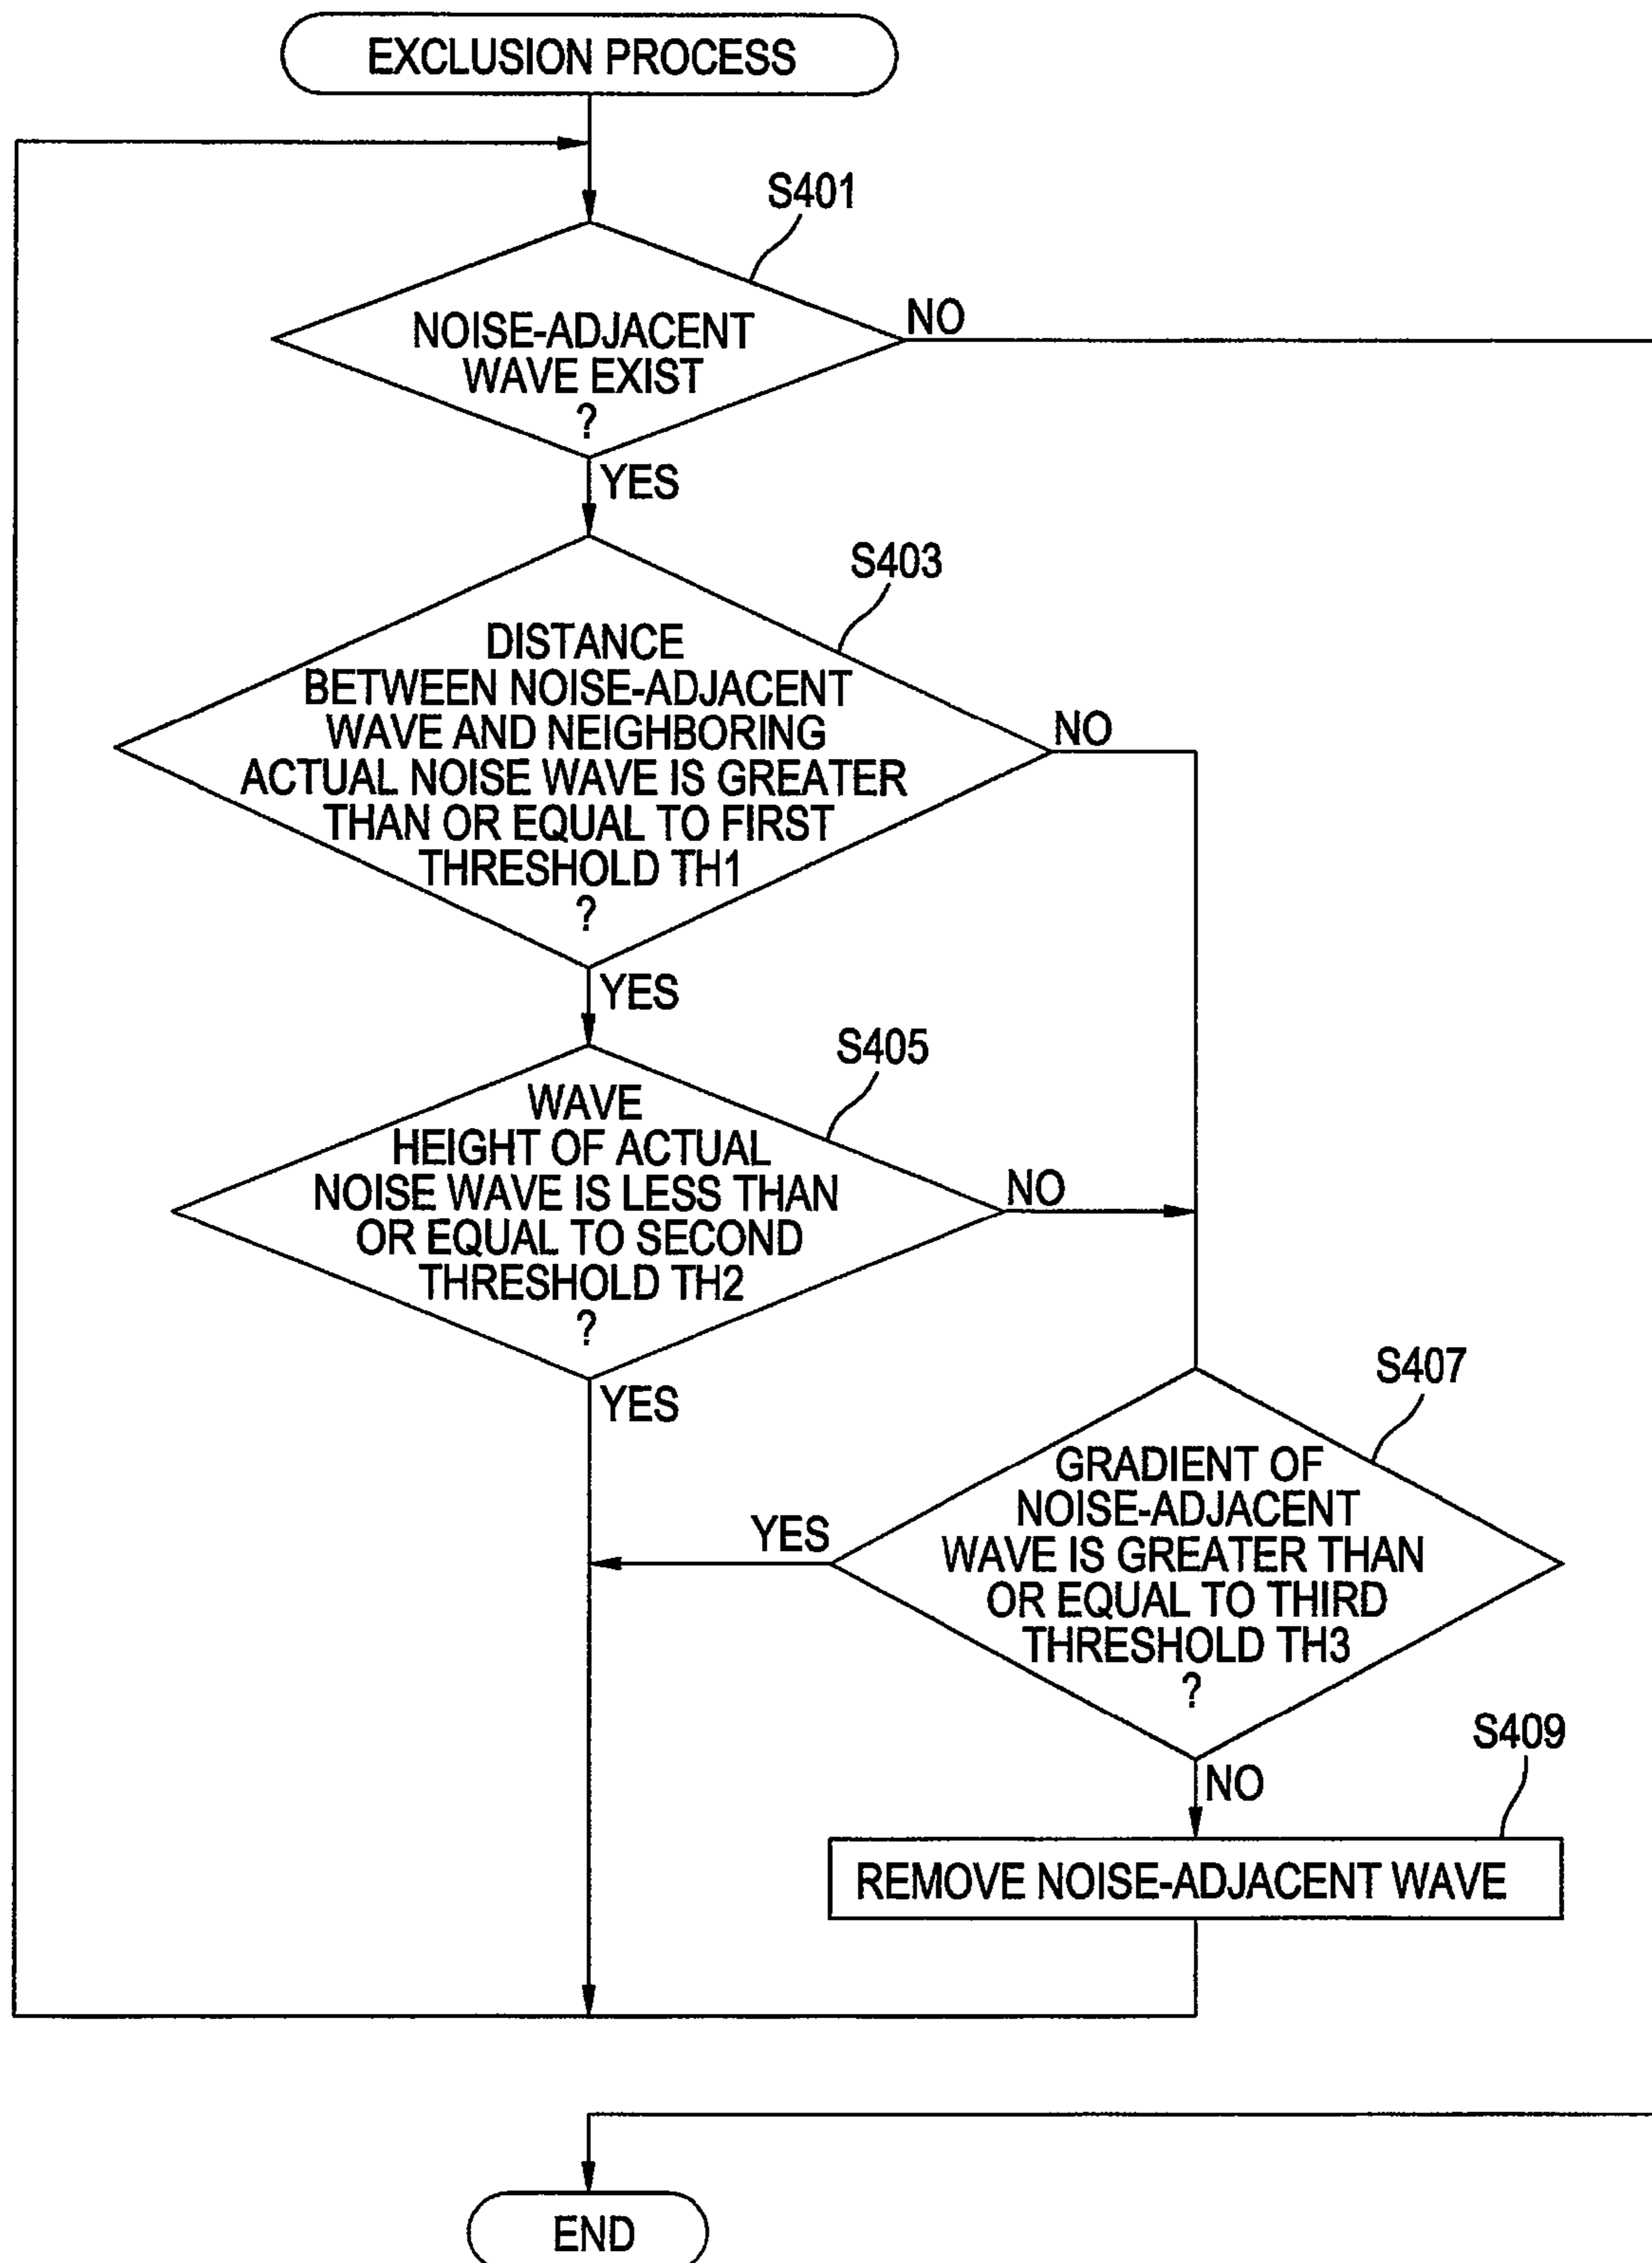 EXCLUSION PROCESS
S401
NOISE-ADJACENT
WAVE EXIST
?
NO
YES
S403
DISTANCE
BETWEEN NOISE-ADJACENT
WAVE AND NEIGHBORING
ACTUAL NOISE WAVE IS GREATER
THAN OR EQUAL TO FIRST
THRESHOLD TH1
?
NO
YES
S405
WAVE
HEIGHT OF ACTUAL
NOISE WAVE IS LESS THAN
OR EQUAL TO SECOND
THRESHOLD TH2
?
NO
YES
S407
GRADIENT OF
NOISE-ADJACENT
WAVE IS GREATER THAN
OR EQUAL TO THIRD
THRESHOLD TH3
?
YES
NO
S409
REMOVE NOISE-ADJACENT WAVE
END